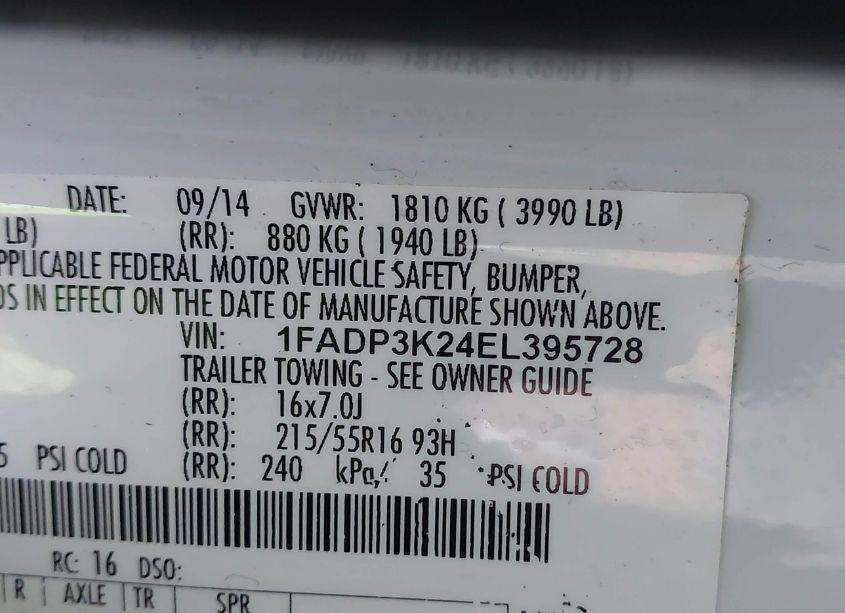 DATE: 09/14 GVWR: 1810 KG ( 3990 LB)
LB) (RR): 880 KG ( 1940 LB)
PPLICABLE FEDERAL MOTOR VEHICLE SAFETY, BUMPER,
DS IN EFFECT ON THE DATE OF MANUFACTURE SHOWN ABOVE.
VIN: 1FADP3K24EL395728
TRAILER TOWING - SEE OWNER GUIDE
(RR): 16x7.0J
(RR): 215/55R16 93H
5 PSI COLD (RR): 240 kPa/ 35 PSI COLD
RC: 16 DSO:
R AXLE TR SPR